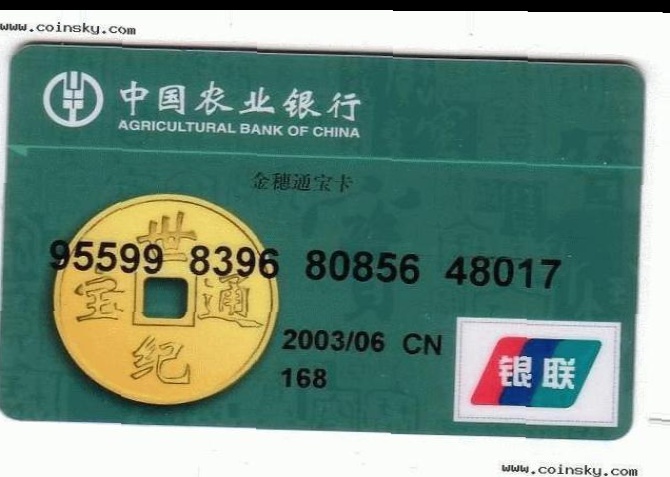 www.coinsky.com
中国农业银行
AGRICULTURAL BANK OF CHINA
金穗通宝卡
世
95599 8396 80856 48017
宝 通
纪
2003/06 CN
168
银联
www.coinsky.com